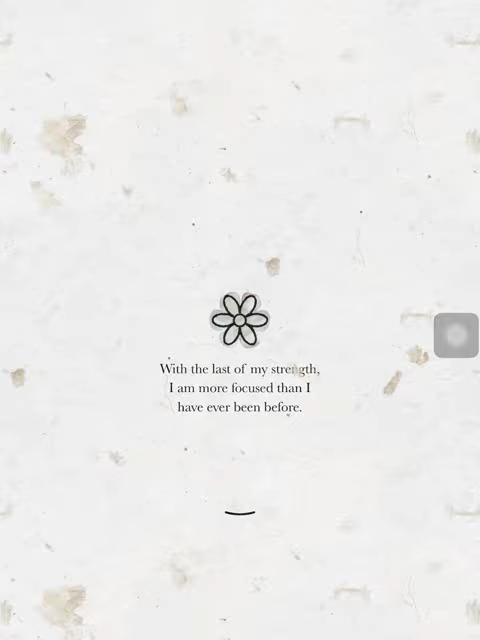 With the last of my strength,
I am more focused than I
have ever been before.